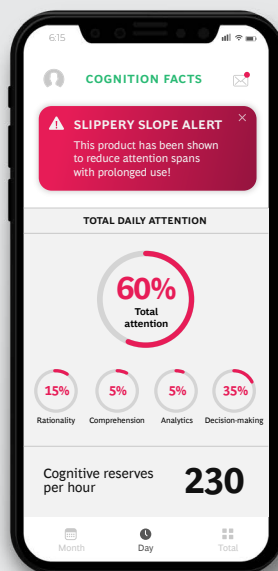 6:15
COGNITION FACTS
SLIPPERY SLOPE ALERT
This product has been shown
to reduce attention spans
with prolonged use!
TOTAL DAILY ATTENTION
60%
Total
attention
15%
5%
5%
35%
Rationality
Comprehension
Analytics
Decision-making
Cognitive reserves
per hour
230
Month
Day
Total